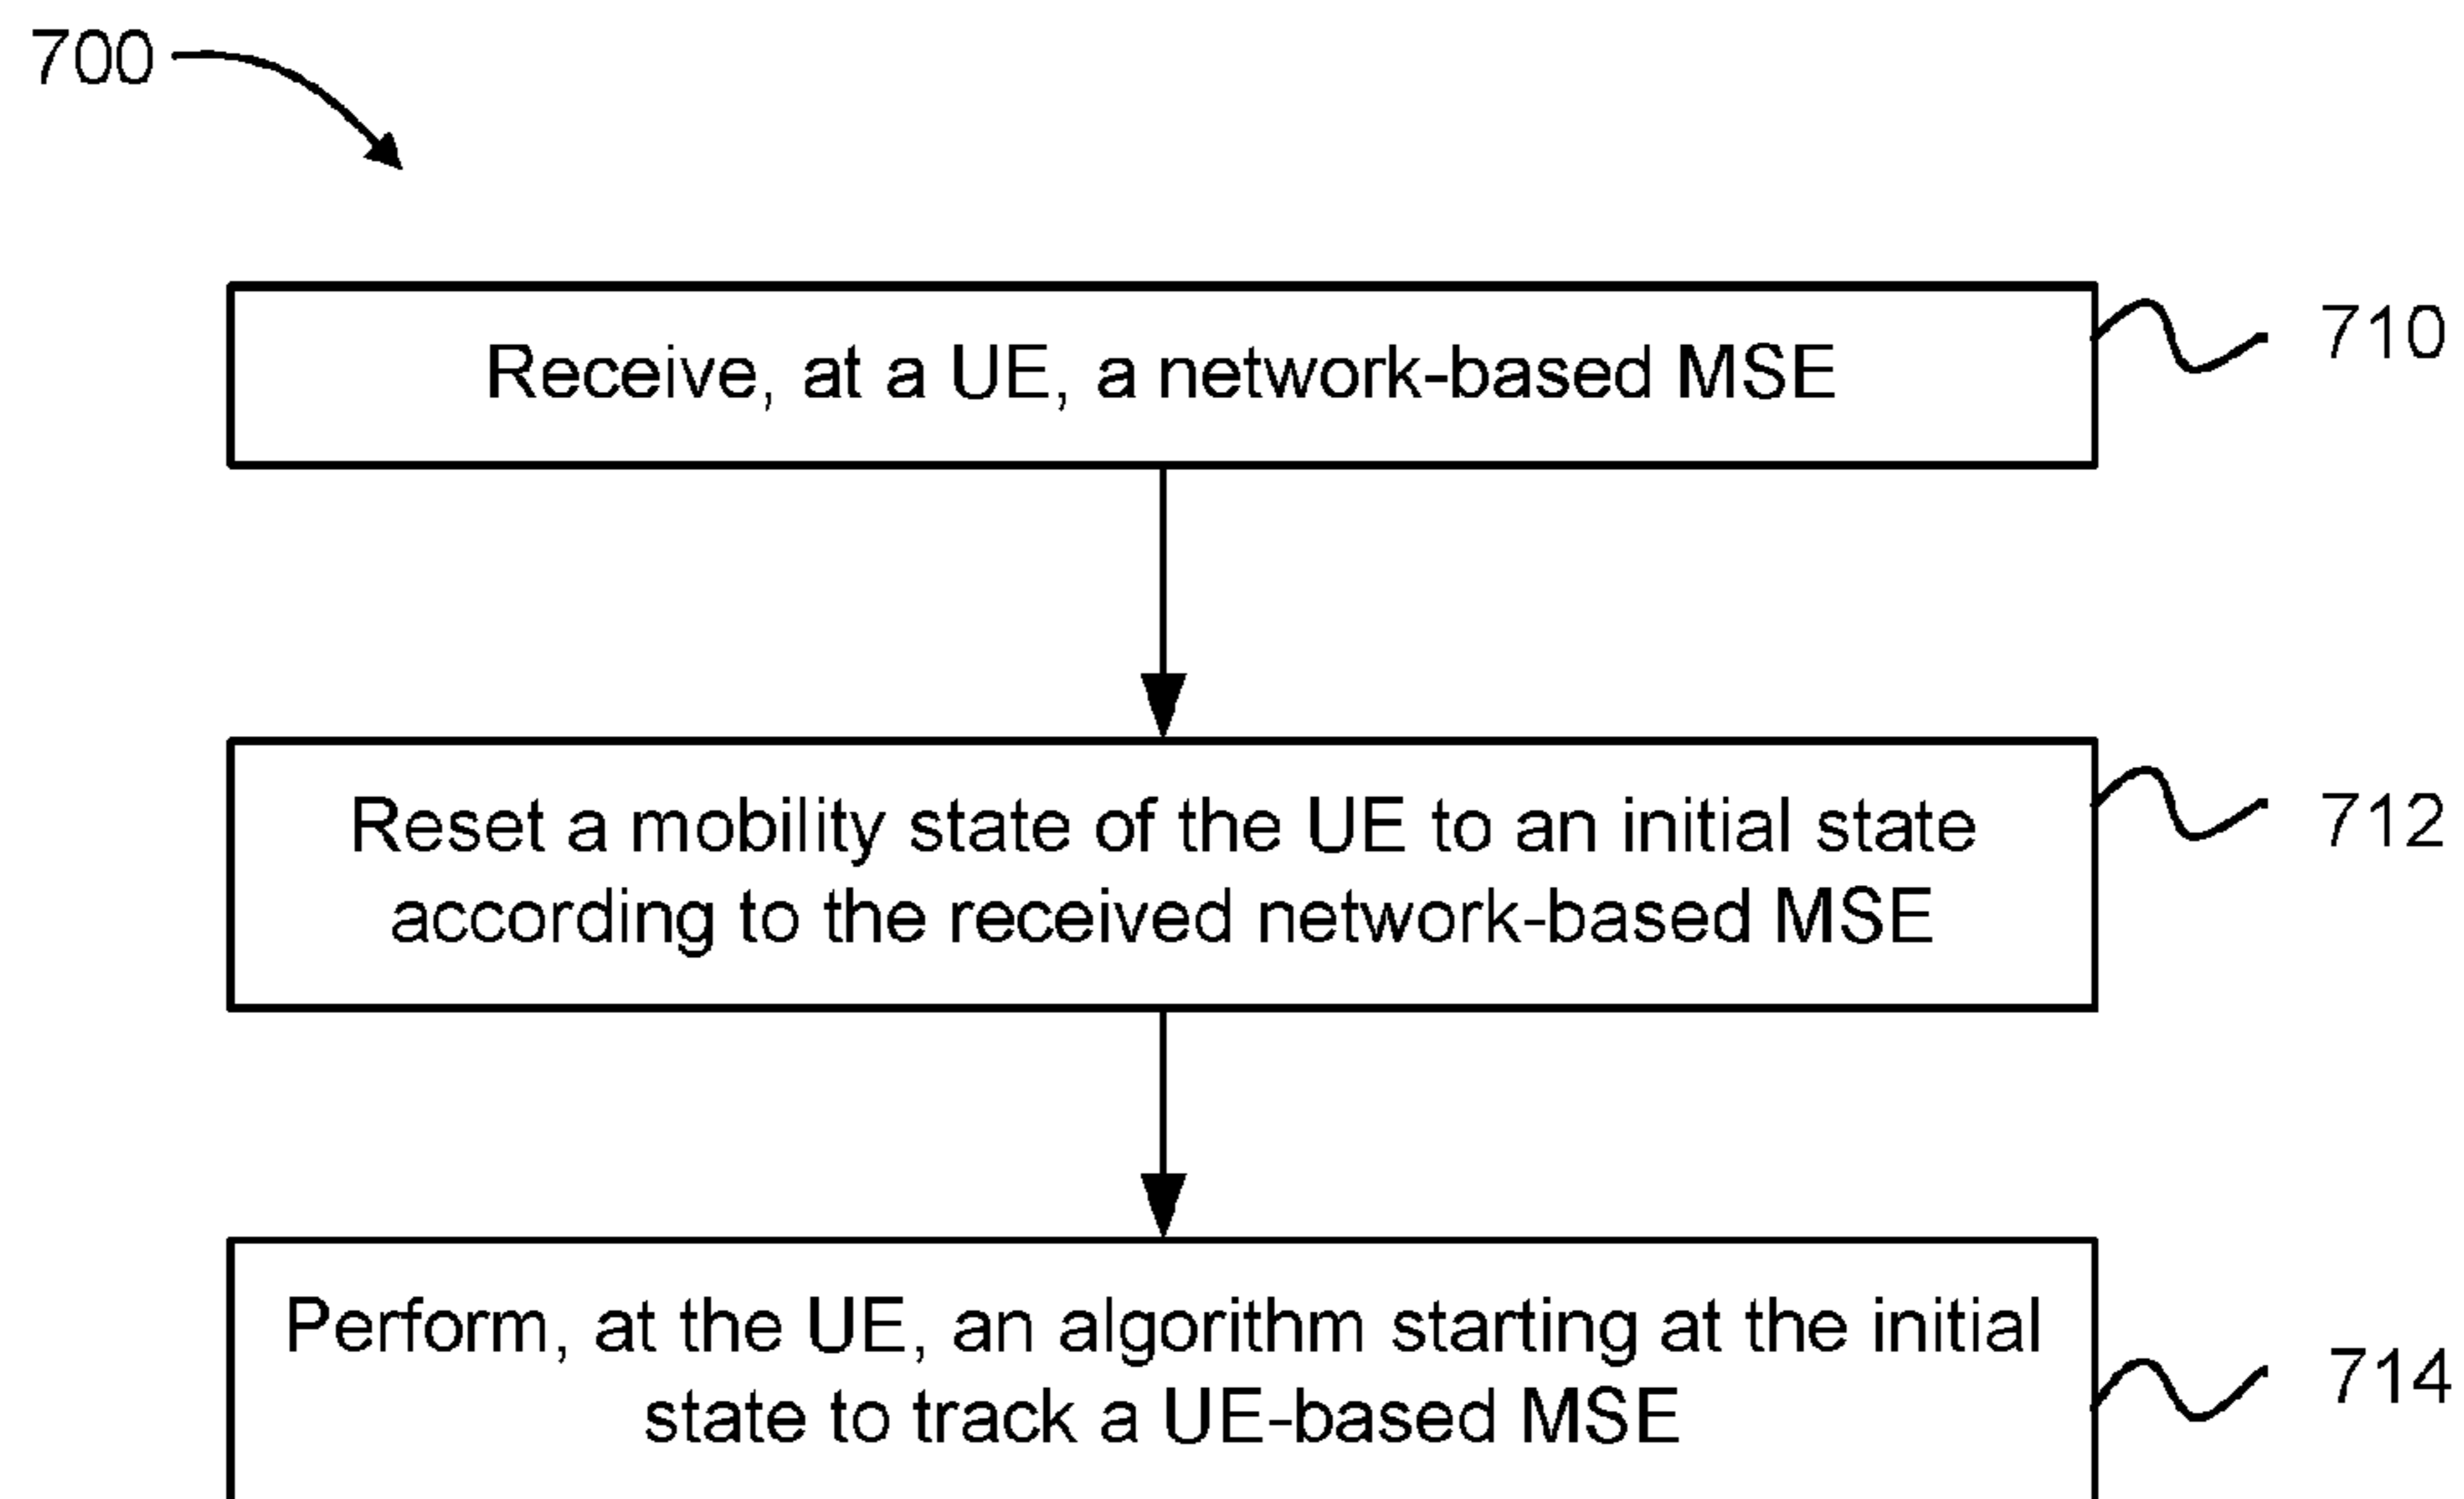 700
Receive, at a UE, a network-based MSE
710
Reset a mobility state of the UE to an initial state
according to the received network-based MSE
712
Perform, at the UE, an algorithm starting at the initial
state to track a UE-based MSE
714